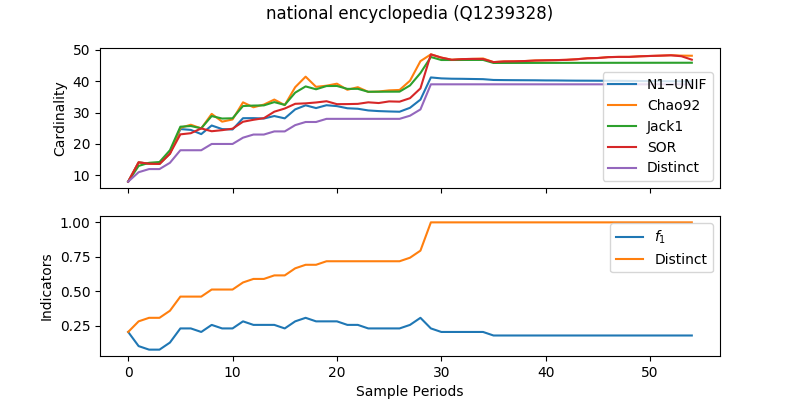 national encyclopedia (Q1239328)
50
40
30
20
10
Cardinality
N1−UNIF
Chao92
Jack1
SOR
Distinct
1.00
0.75
0.50
0.25
Indicators
f1
Distinct
0 10 20 30 40 50
Sample Periods